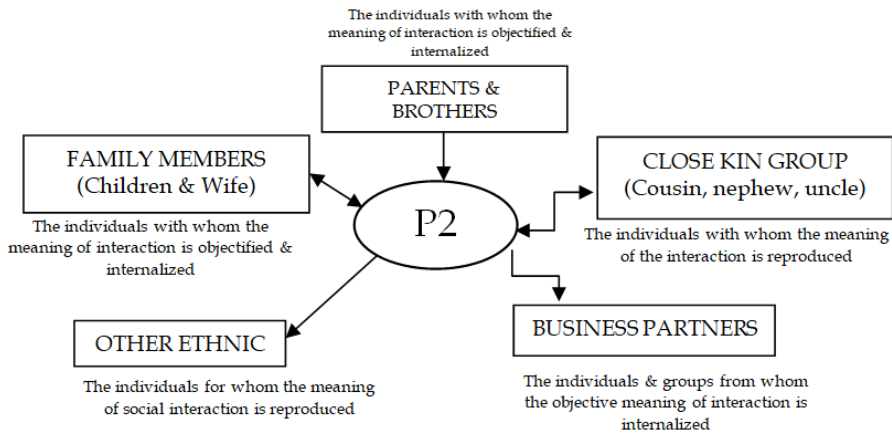 The individuals with whom the
meaning of interaction is objectified &
internalized
PARENTS &
BROTHERS
FAMILY MEMBERS
(Children & Wife)
The individuals with whom the
meaning of interaction is objectified &
internalized
CLOSE KIN GROUP
(Cousin, nephew, uncle)
The individuals with whom the meaning
of the interaction is reproduced
P2
OTHER ETHNIC
The individuals for whom the meaning
of social interaction is reproduced
BUSINESS PARTNERS
The individuals & groups from whom
the objective meaning of interaction is
internalized